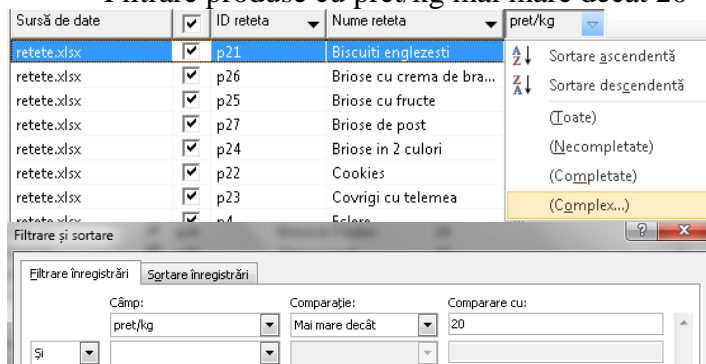 Filtrare produse cu preț/kg mai mare decât 20
Sursă de date ID reteta Nume reteta pret/kg
retete.xlsx p21 Biscuiti englezesti
retete.xlsx p26 Briose cu crema de bra...
retete.xlsx p25 Briose cu fructe
retete.xlsx p27 Briose de post
retete.xlsx p24 Briose in 2 culori
retete.xlsx p22 Cookies
retete.xlsx p23 Covrigi cu telemea
retete.xlsx p4 Eclere
Sortare ascendentă
Sortare descendentă
(Toate)
(Necompletate)
(Completate)
(Complex...)
Filtrare și sortare
Filtrare înregistrări Sortare înregistrări
Câmp: Comparație: Comparare cu:
pret/kg Mai mare decât 20
Și